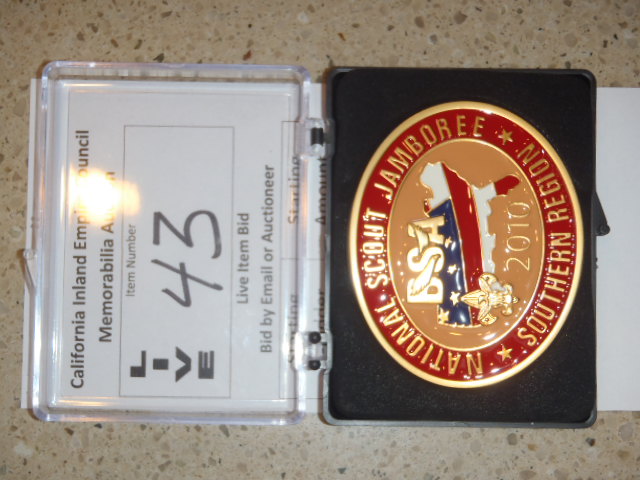 California Inland Empire Council
Memorabilia Auction
Item Number
LIVE
43
Live Item Bid
Bid by Email or Auctioneer
Starting
Starting
Amount
NATIONAL SCOUT JAMBOREE
BSA
2010
SOUTHERN REGION